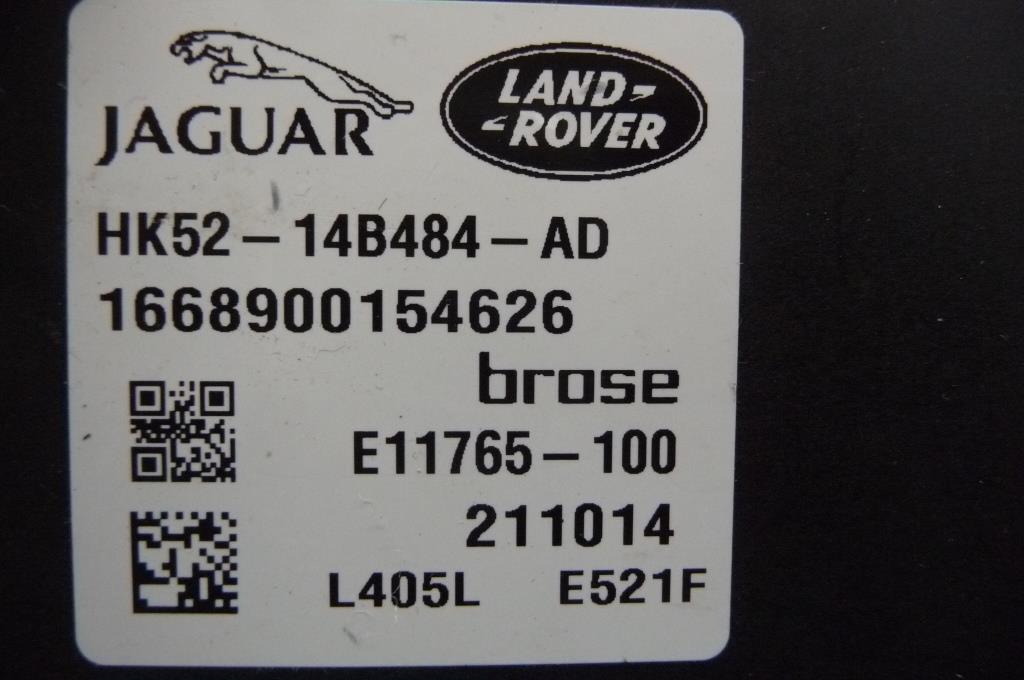 JAGUAR
LAND-
-ROVER
HK52-14B484-AD
1668900154626
brose
E11765-100
211014
L405L E521F